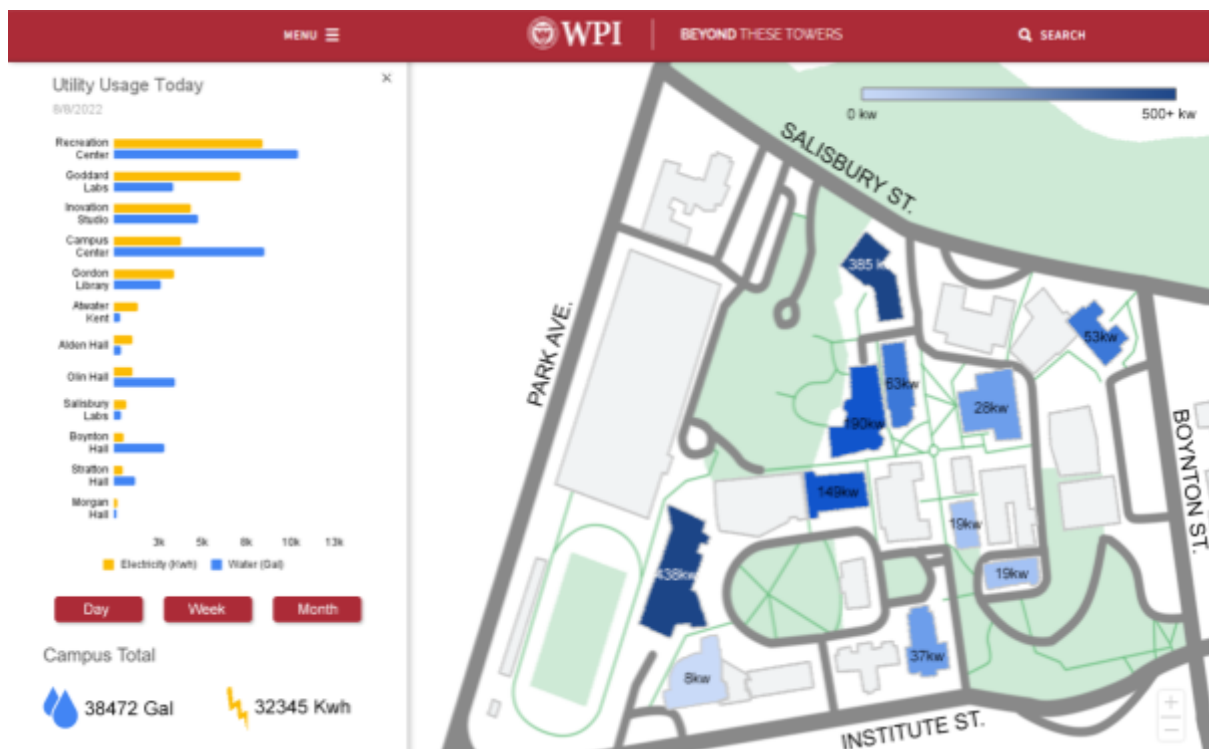 MENU
WPI
BEYOND THESE TOWERS
SEARCH
Utility Usage Today
×
8/8/2022
Recreation
Center
Goddard
Labs
Inovation
Studio
Campus
Center
Gordon
Library
Atwater
Kent
Alden Hall
Olin Hall
Salisbury
Labs
Boynton
Hall
Stratton
Hall
Morgan
Hall
3k 5k 8k 10k 13k
Electricity (Kwh) Water (Gal)
Day Week Month
Campus Total
38472 Gal 32345 Kwh
0 kw 500+ kw
SALISBURY ST.
PARK AVE.
BOYNTON ST.
INSTITUTE ST.
385 k
53kw
63kw
190kw
28kw
149kw
19kw
438kw
19kw
37kw
8kw
+
−